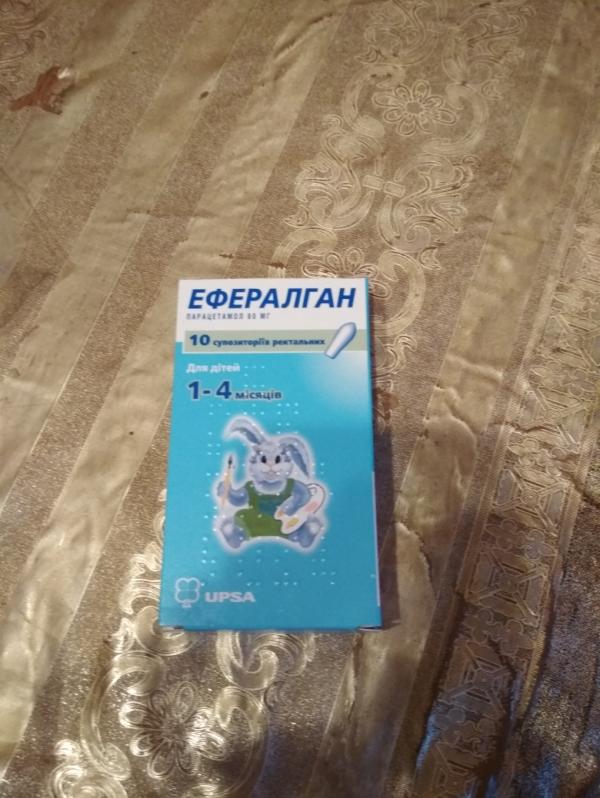 ЕФЕРАЛГАН
ПАРАЦЕТАМОЛ 80 МГ
10 супозиторіїв ректальних
Для дітей
1-4 місяців
UPSA